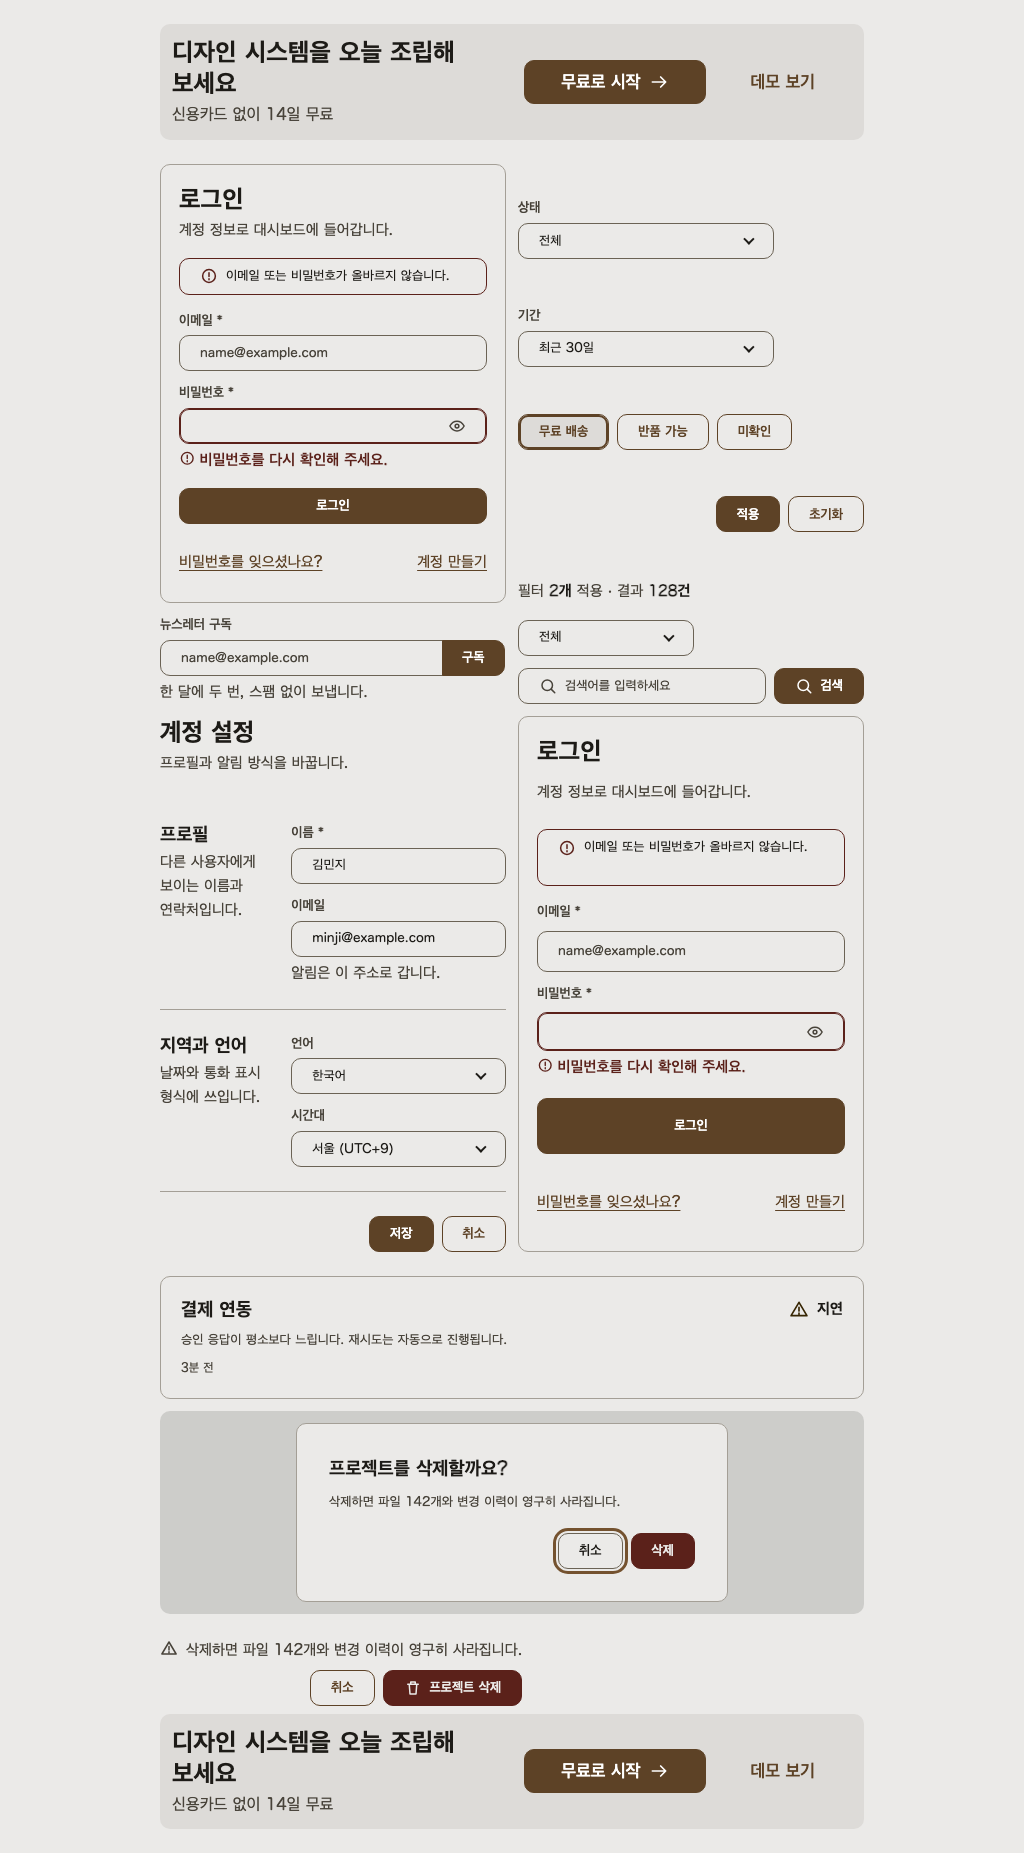 디자인 시스템을 오늘 조립해
보세요
신용카드 없이 14일 무료
무료로 시작
데모 보기
로그인
계정 정보로 대시보드에 들어갑니다.
이메일 또는 비밀번호가 올바르지 않습니다.
이메일 *
name@example.com
비밀번호 *
비밀번호를 다시 확인해 주세요.
로그인
비밀번호를 잊으셨나요?
계정 만들기
상태
전체
기간
최근 30일
무료 배송
반품 가능
미확인
적용
초기화
필터 2개 적용 · 결과 128건
전체
검색어를 입력하세요
검색
뉴스레터 구독
name@example.com
구독
한 달에 두 번, 스팸 없이 보냅니다.
계정 설정
프로필과 알림 방식을 바꿉니다.
프로필
다른 사용자에게
보이는 이름과
연락처입니다.
이름 *
김민지
이메일
minji@example.com
알림은 이 주소로 갑니다.
지역과 언어
날짜와 통화 표시
형식에 쓰입니다.
언어
한국어
시간대
서울 (UTC+9)
저장
취소
로그인
계정 정보로 대시보드에 들어갑니다.
이메일 또는 비밀번호가 올바르지 않습니다.
이메일 *
name@example.com
비밀번호 *
비밀번호를 다시 확인해 주세요.
로그인
비밀번호를 잊으셨나요?
계정 만들기
결제 연동
지연
승인 응답이 평소보다 느립니다. 재시도는 자동으로 진행됩니다.
3분 전
프로젝트를 삭제할까요?
삭제하면 파일 142개와 변경 이력이 영구히 사라집니다.
취소
삭제
삭제하면 파일 142개와 변경 이력이 영구히 사라집니다.
취소
프로젝트 삭제
디자인 시스템을 오늘 조립해
보세요
신용카드 없이 14일 무료
무료로 시작
데모 보기